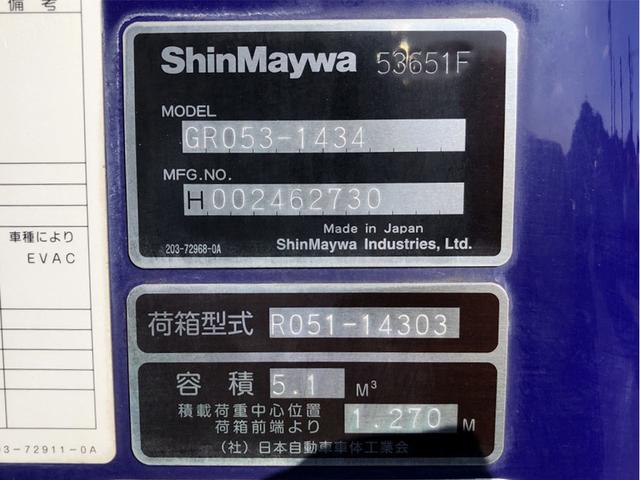 備考
車種により
EVAC
03-72911-0A
ShinMaywa 53651F
MODEL
GR053-1434
MFG.NO.
H002462730
Made in Japan
203-72968-0A ShinMaywa Industries, Ltd.
荷箱型式 R051-14303
容積 5.1 M³
積載荷重中心位置
荷箱前端より 1.270 M
(社)日本自動車車体工業会